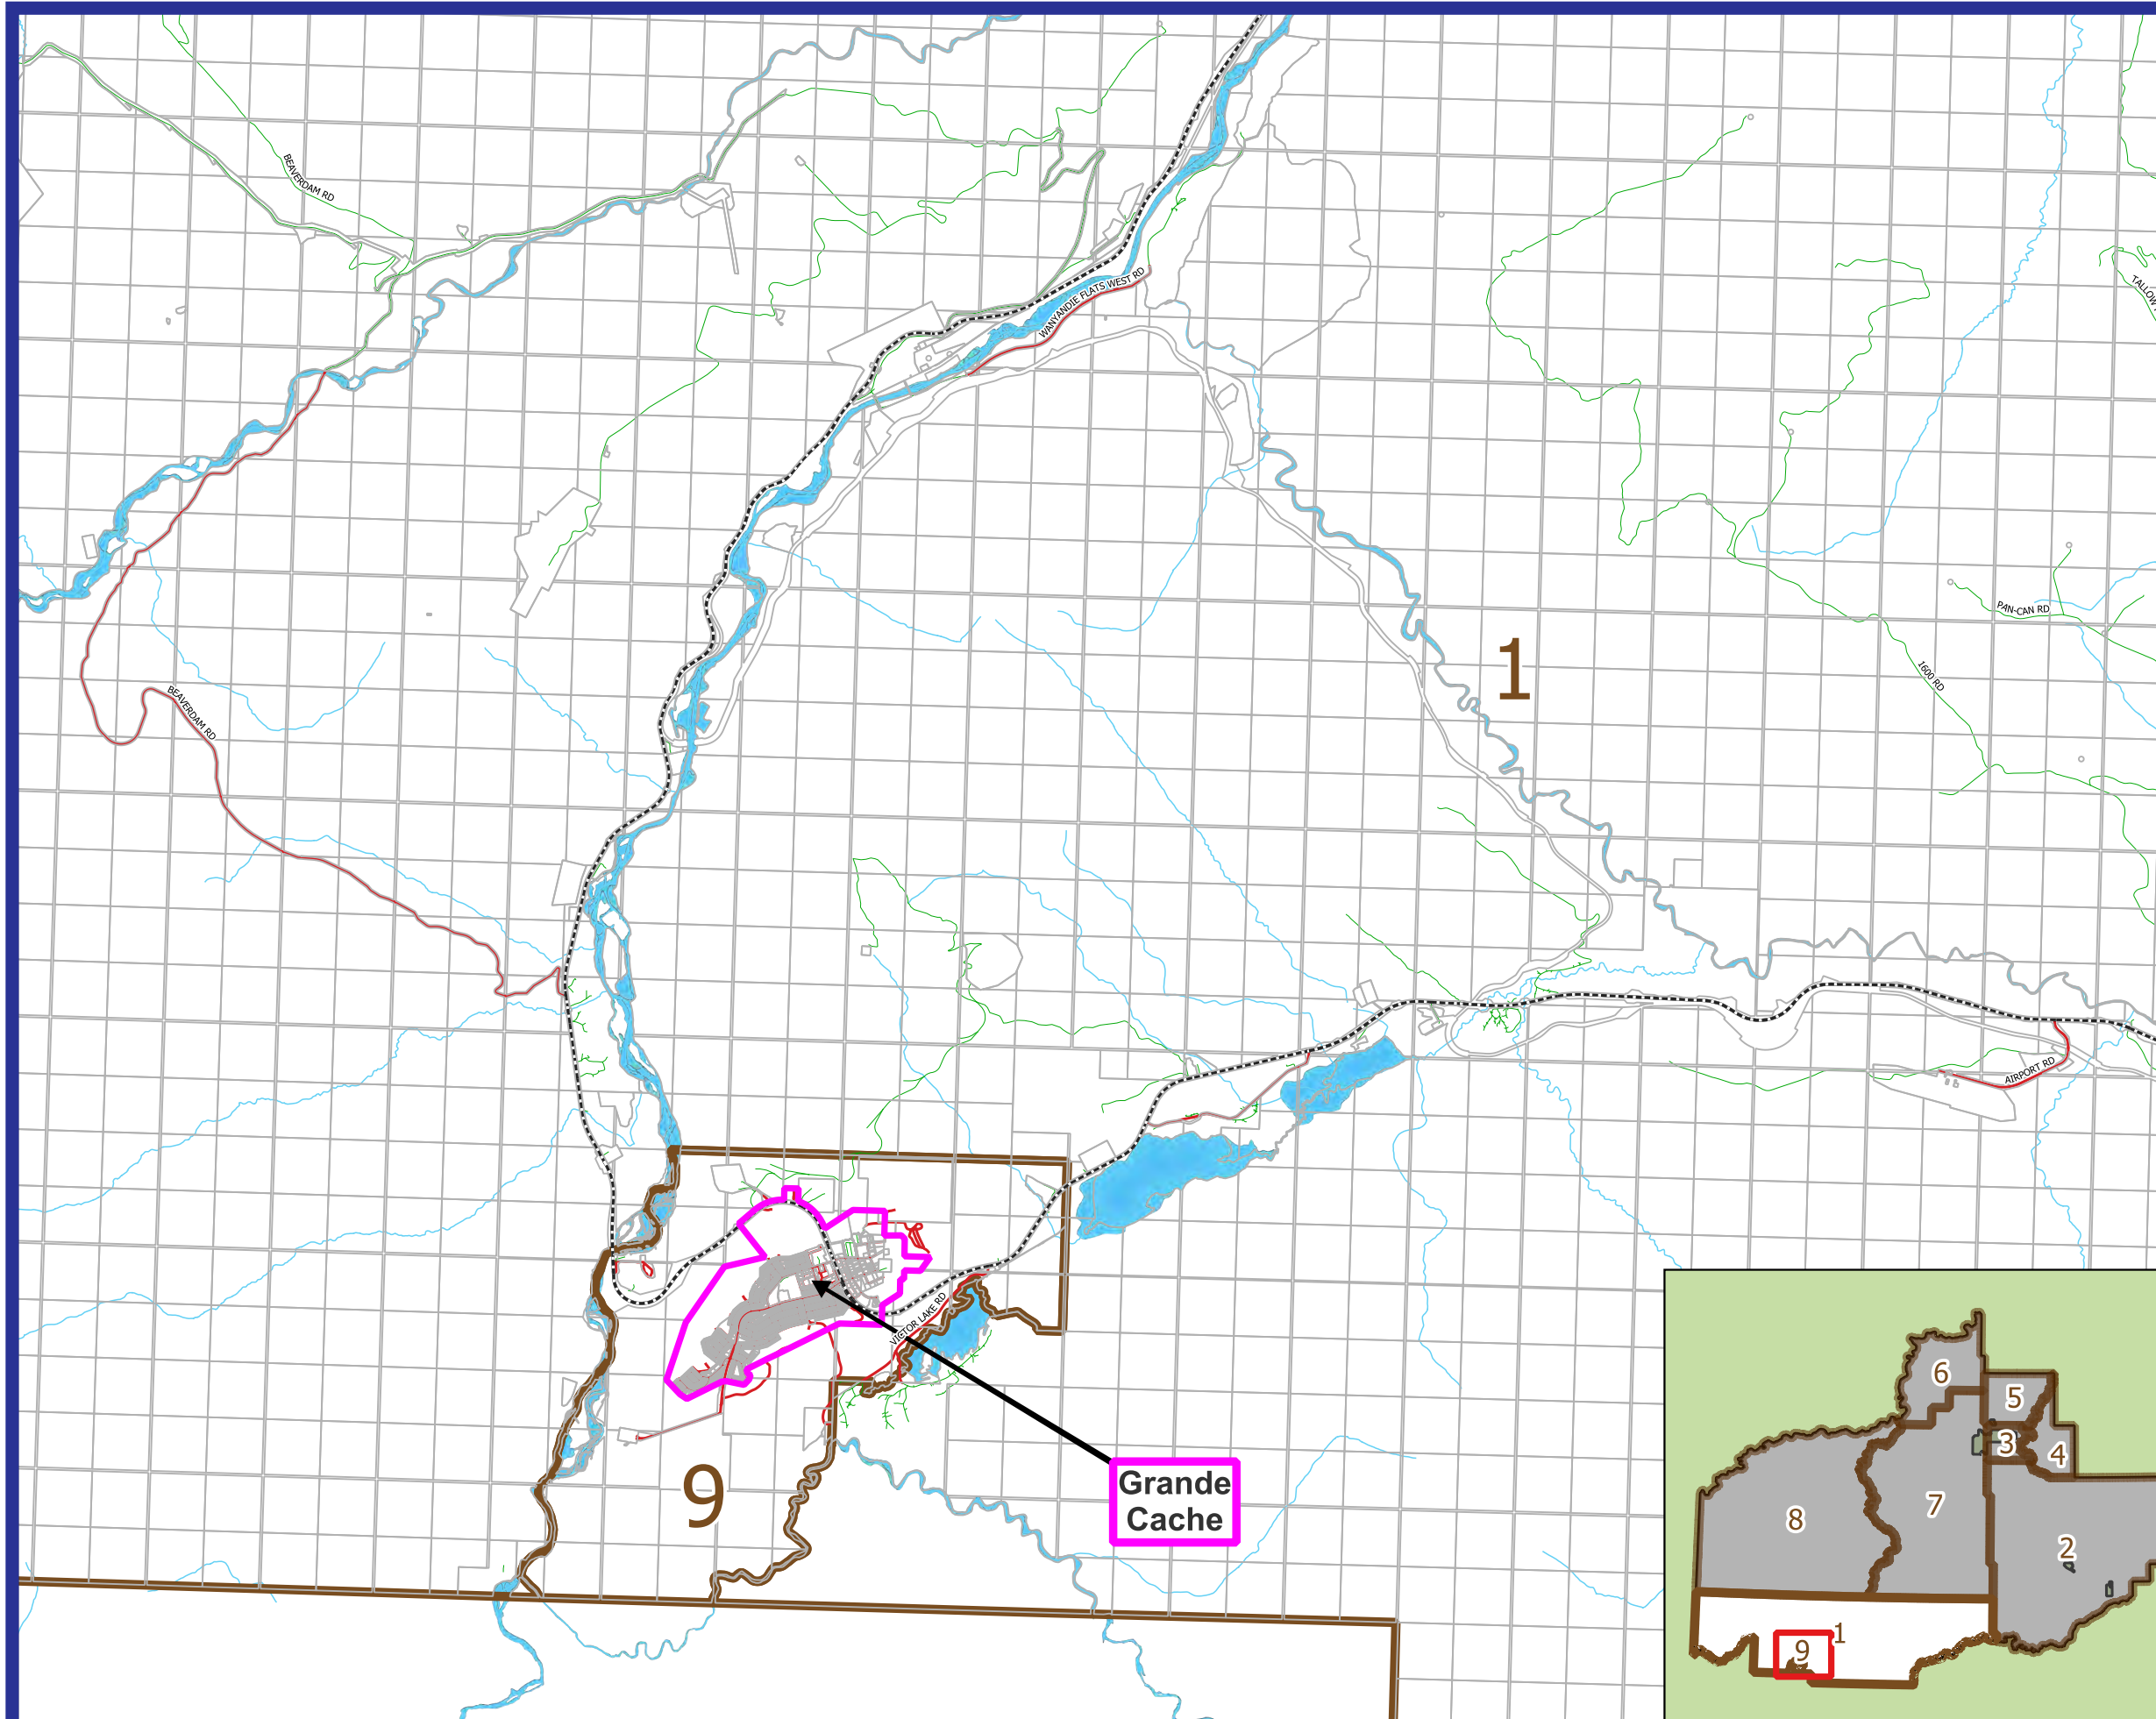 BEAVERDAM RD
WANYANDIE FLATS WEST RD
TALLOW
PAN-CAN RD
1
1600 RD
BEAVERDAM RD
AIRPORT RD
VICTOR LAKE RD
Grande
Cache
9
6
5
3
4
7
8
2
1
9